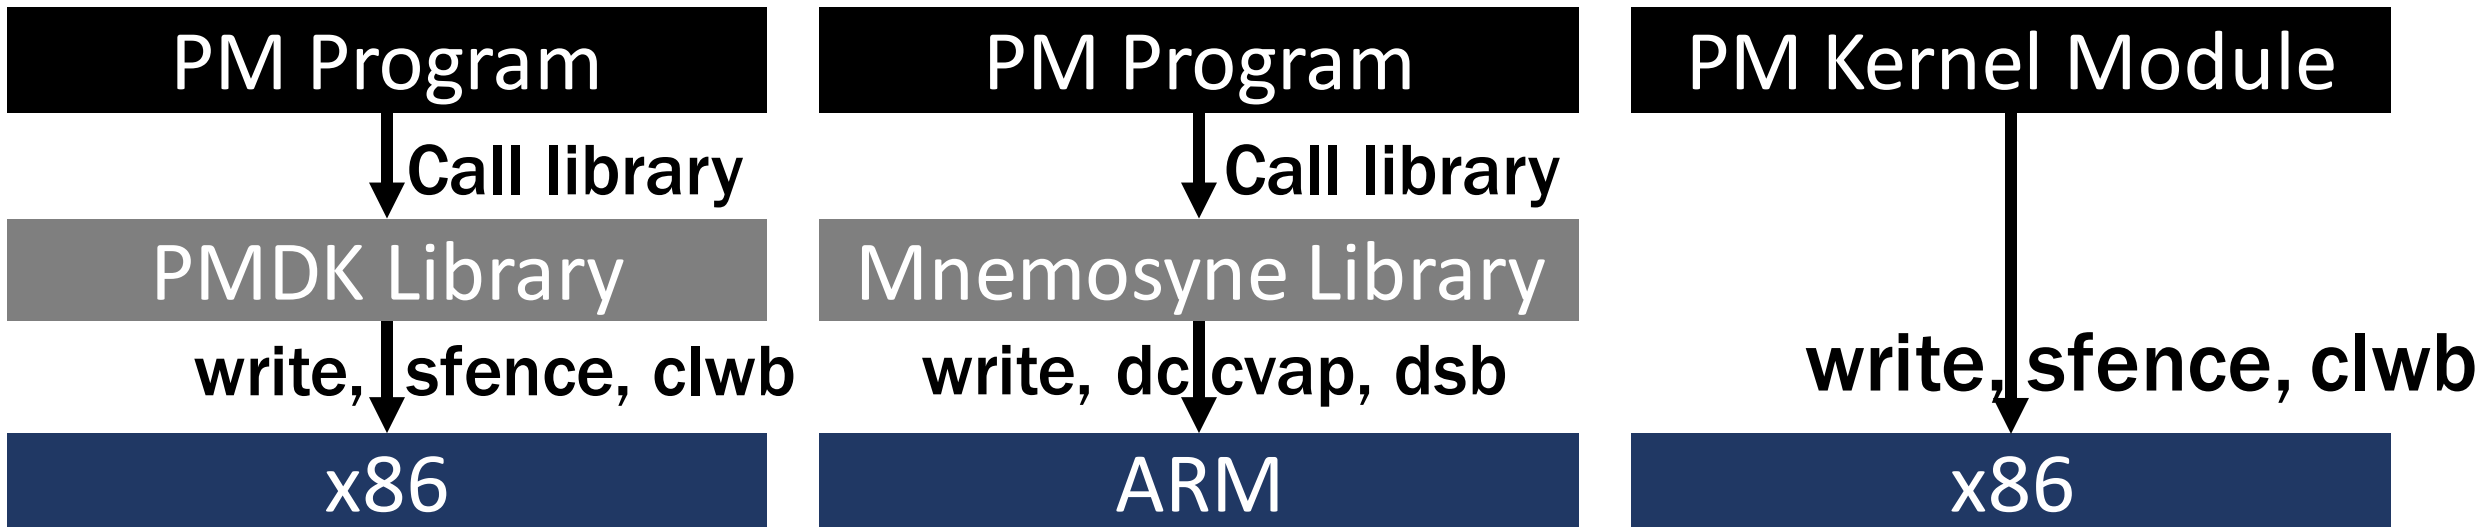 PM Program
PM Program
PM Kernel Module
Call library
Call library
PMDK Library
Mnemosyne Library
write, sfence, clwb
write, dc cvap, dsb
write, sfence, clwb
x86
ARM
x86